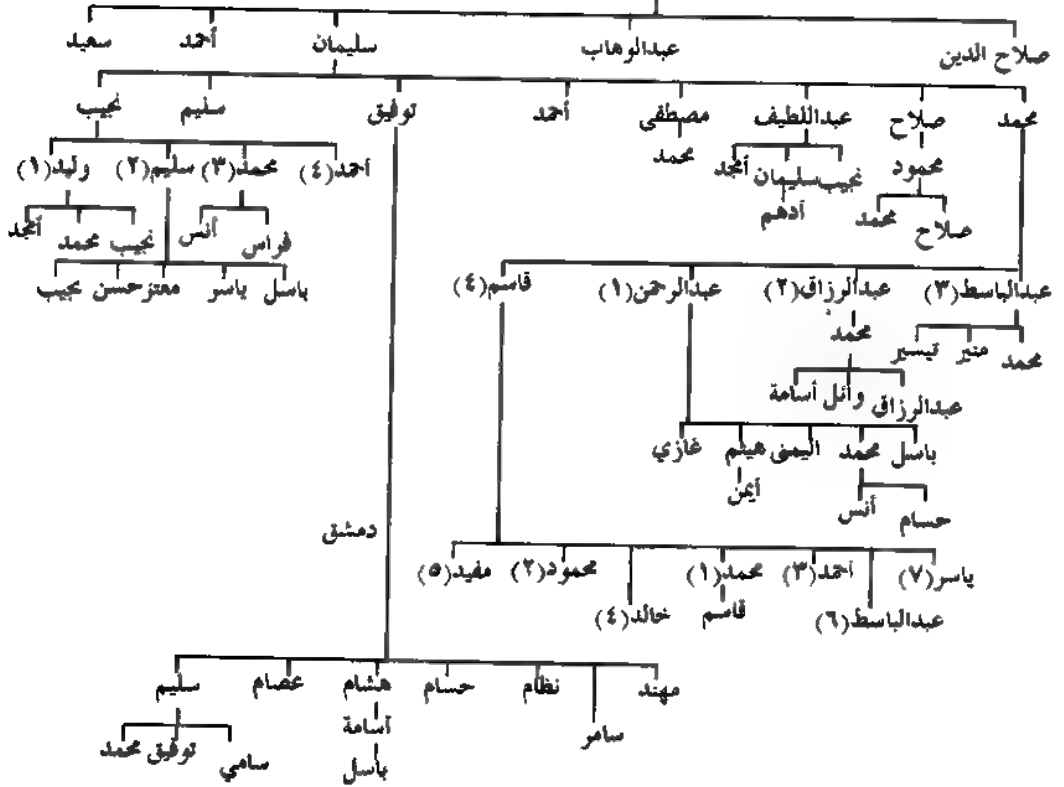 صلاح الدين عبدالوهاب سليمان أحمد سعيد
محمد صلاح عبداللطيف مصطفى أحمد توفيق سليم نجيب
محمود محمد أحمد (٤) محمد (٣) سليم (٢) وليد (١)
نجيب سليمان أمجد
صلاح محمد أدهم فراس أنس نجيب محمد أمجد
باسل ياسر معتز حسن نجيب
عبدالباسط (٣) عبدالرزاق (٢) عبدالرحمن (١) قاسم (٤)
محمد منير تيسير محمد
عبدالرزاق وائل أسامة
باسل محمد اليمنى هيثم غازي
حسام أنس أيمن
دمشق
ياسر (٧) أحمد (٣) محمد (١) محمود (٢) مفيد (٥)
عبدالباسط (٦) قاسم خالد (٤)
مهند نظام حسام هشام عصام سليم
سامر أسامة
سامي توفيق محمد باسل